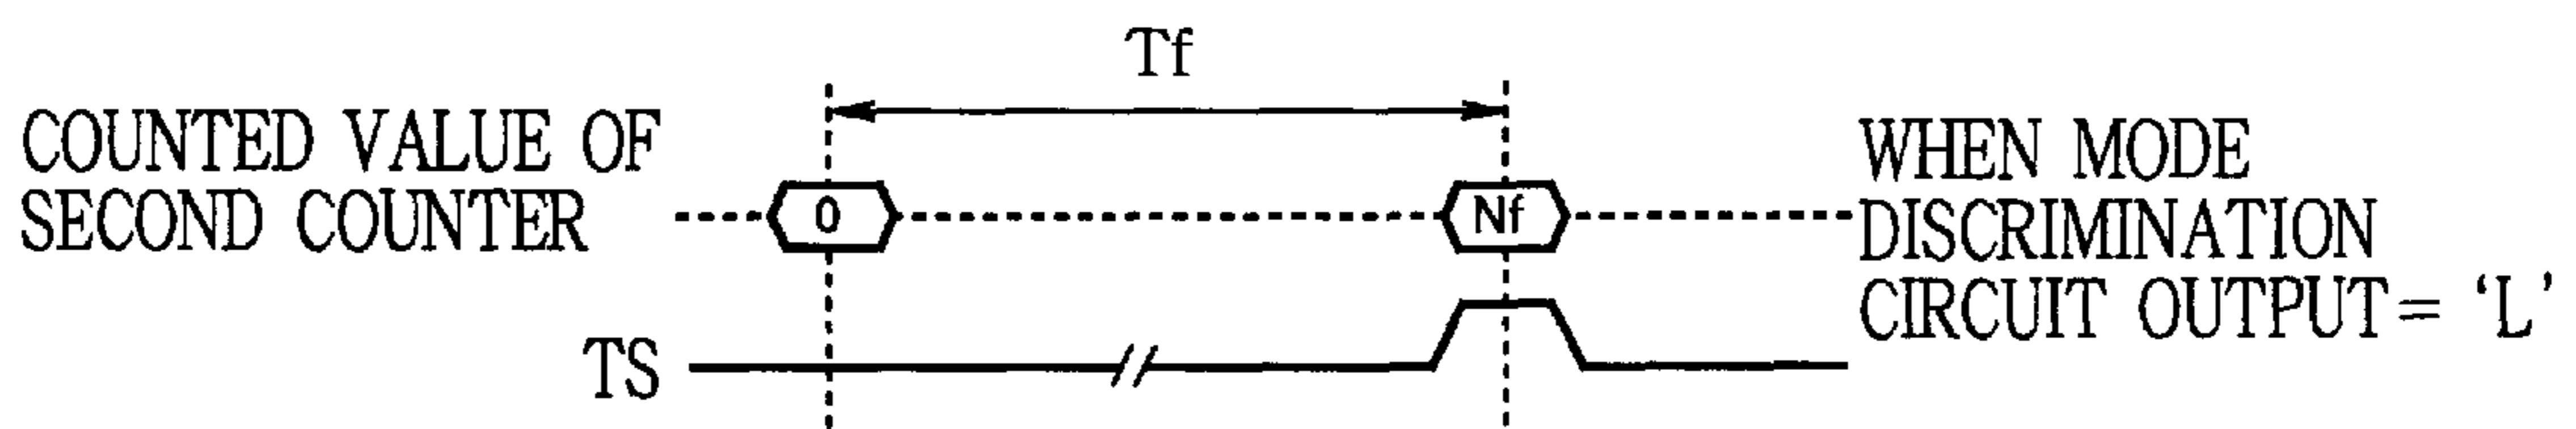 Tf
COUNTED VALUE OF
SECOND COUNTER
0
Nf
WHEN MODE
DISCRIMINATION
CIRCUIT OUTPUT= ‘L’
TS